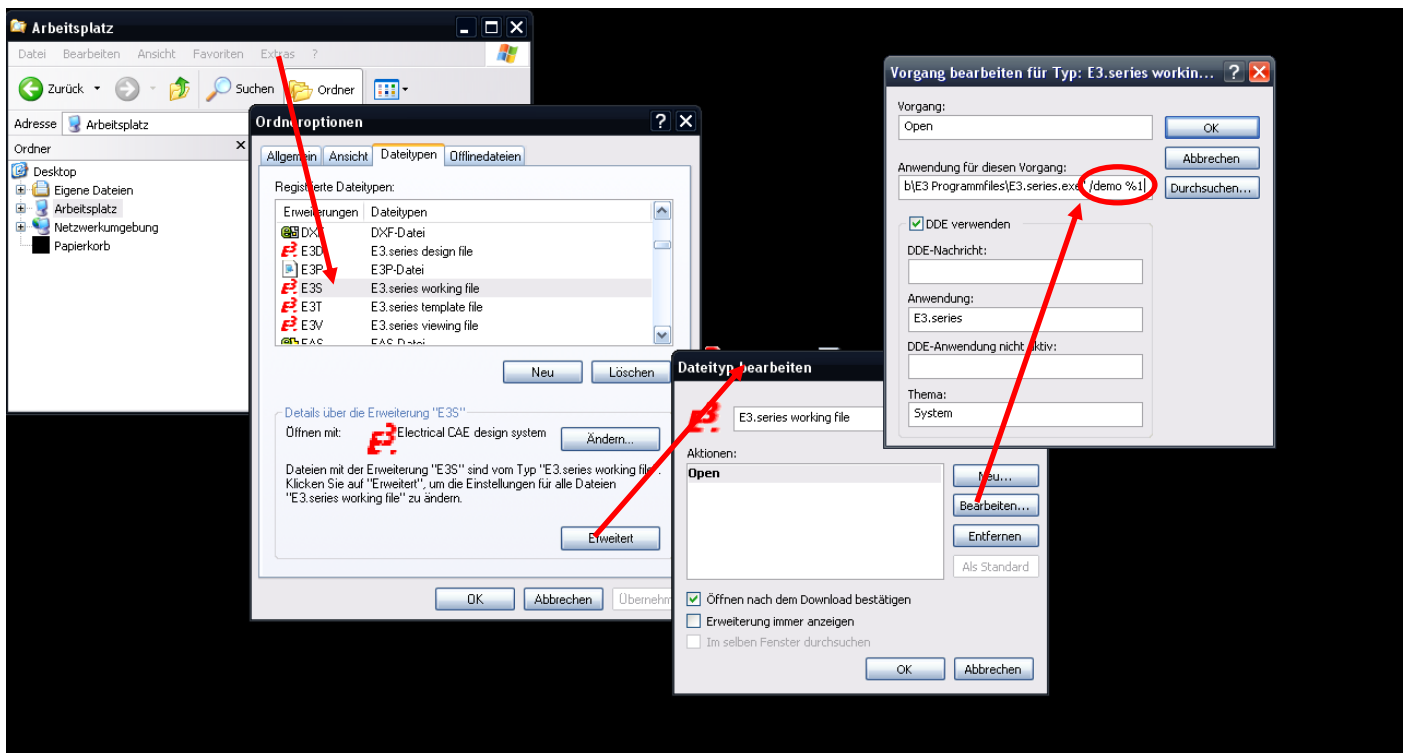 Arbeitsplatz
Datei Bearbeiten Ansicht Favoriten Extras ?
Zurück Suchen Ordner
Adresse Arbeitsplatz
Ordner x
Desktop
Eigene Dateien
Arbeitsplatz
Netzwerkumgebung
Papierkorb
Ordneroptionen
Allgemein Ansicht Dateitypen Offlinedateien
Registrierte Dateitypen:
Erweiterungen Dateitypen
DXF DXF-Datei
E3D E3.series design file
E3P E3P-Datei
E3S E3.series working file
E3T E3.series template file
E3V E3.series viewing file
EAS EAS-Datei
Neu Löschen
Details über die Erweiterung "E3S"
Öffnen mit: Electrical CAE design system Ändern...
Dateien mit der Erweiterung "E3S" sind vom Typ "E3.series working file".
Klicken Sie auf "Erweitert", um die Einstellungen für alle Dateien
"E3.series working file" zu ändern.
Erweitert
OK Abbrechen Übernehm
Dateityp bearbeiten
E3.series working file
Aktionen:
Open
Neu...
Bearbeiten...
Entfernen
Als Standard
Öffnen nach dem Download bestätigen
Erweiterung immer anzeigen
Im selben Fenster durchsuchen
OK Abbrechen
Vorgang bearbeiten für Typ: E3.series workin... ?
Vorgang:
Open
OK
Anwendung für diesen Vorgang:
Abbrechen
b\E3 Programmfiles\E3.series.exe" /demo %1
Durchsuchen...
DDE verwenden
DDE-Nachricht:
Anwendung:
E3.series
DDE-Anwendung nicht aktiv:
Thema:
System